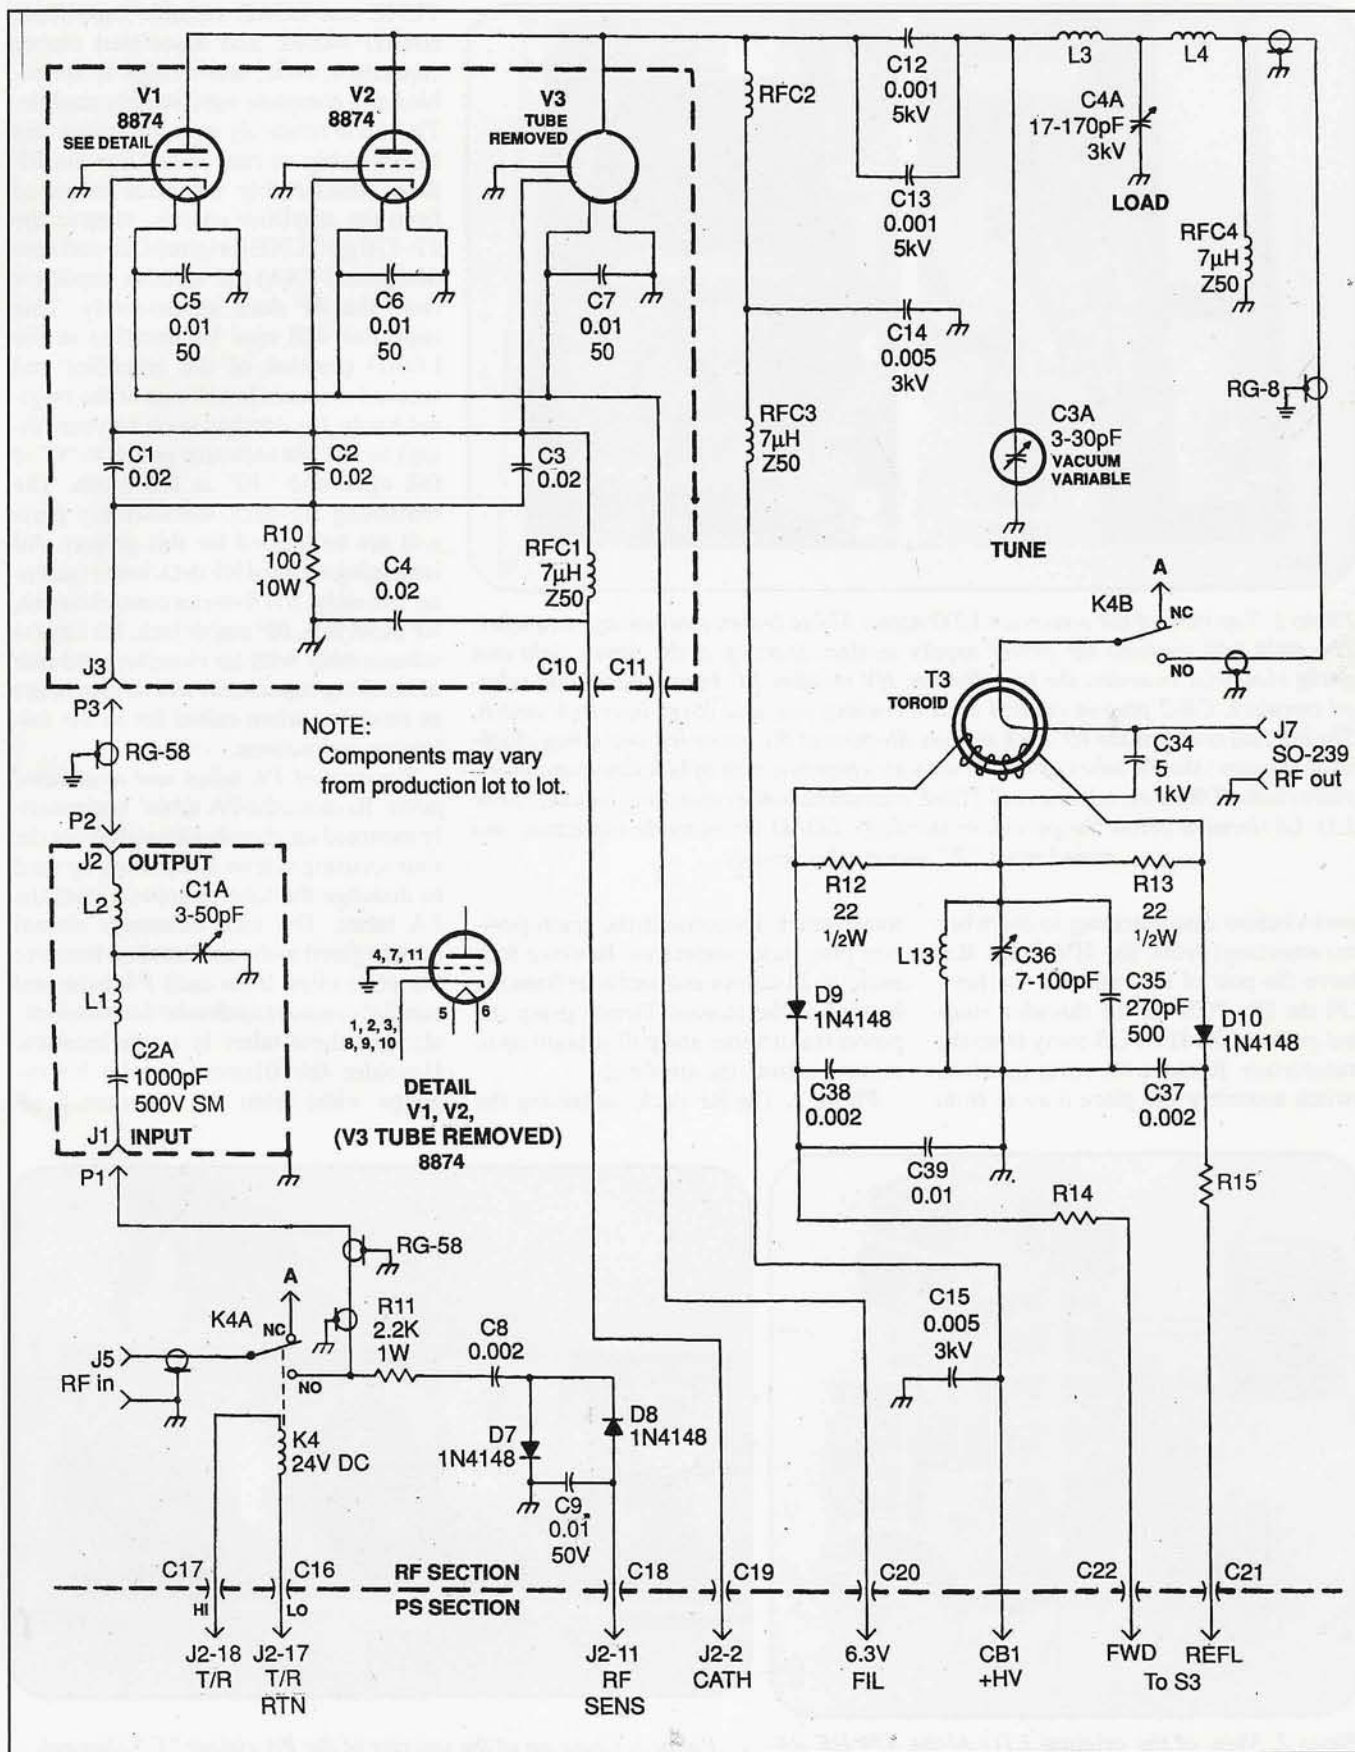 V1
8874
SEE DETAIL
V2
8874
V3
TUBE
REMOVED
RFC2
C12
0.001
5kV
L3
L4
C4A
17-170pF
3kV
LOAD
C13
0.001
5kV
RFC4
7µH
Z50
C5
0.01
50
C6
0.01
50
C7
0.01
50
C14
0.005
3kV
RG-8
RFC3
7µH
Z50
C3A
3-30pF
VACUUM
VARIABLE
TUNE
C1
0.02
C2
0.02
C3
0.02
R10
100
10W
C4
0.02
RFC1
7µH
Z50
A
K4B
NC
NO
J3
C10
C11
P3
RG-58
NOTE:
Components may vary
from production lot to lot.
T3
TOROID
J7
SO-239
RF out
C34
5
1kV
P2
J2
OUTPUT
L2
C1A
3-50pF
L1
C2A
1000pF
500V SM
J1
INPUT
P1
4, 7, 11
5
6
1, 2, 3,
8, 9, 10
DETAIL
V1, V2,
(V3 TUBE REMOVED)
8874
R12
22
1/2W
R13
22
1/2W
L13
C36
7-100pF
C35
270pF
500
D9
1N4148
D10
1N4148
C38
0.002
C37
0.002
C39
0.01
R14
R15
RG-58
A
K4A
NC
R11
2.2K
1W
C8
0.002
C15
0.005
3kV
J5
RF in
NO
K4
24V DC
D7
1N4148
D8
1N4148
C9
0.01
50V
C17
C16
RF SECTION
C18
C19
C20
C22
C21
HI
LO
PS SECTION
J2-18
T/R
J2-17
T/R
RTN
J2-11
RF
SENS
J2-2
CATH
6.3V
FIL
CB1
+HV
FWD
REFL
To S3